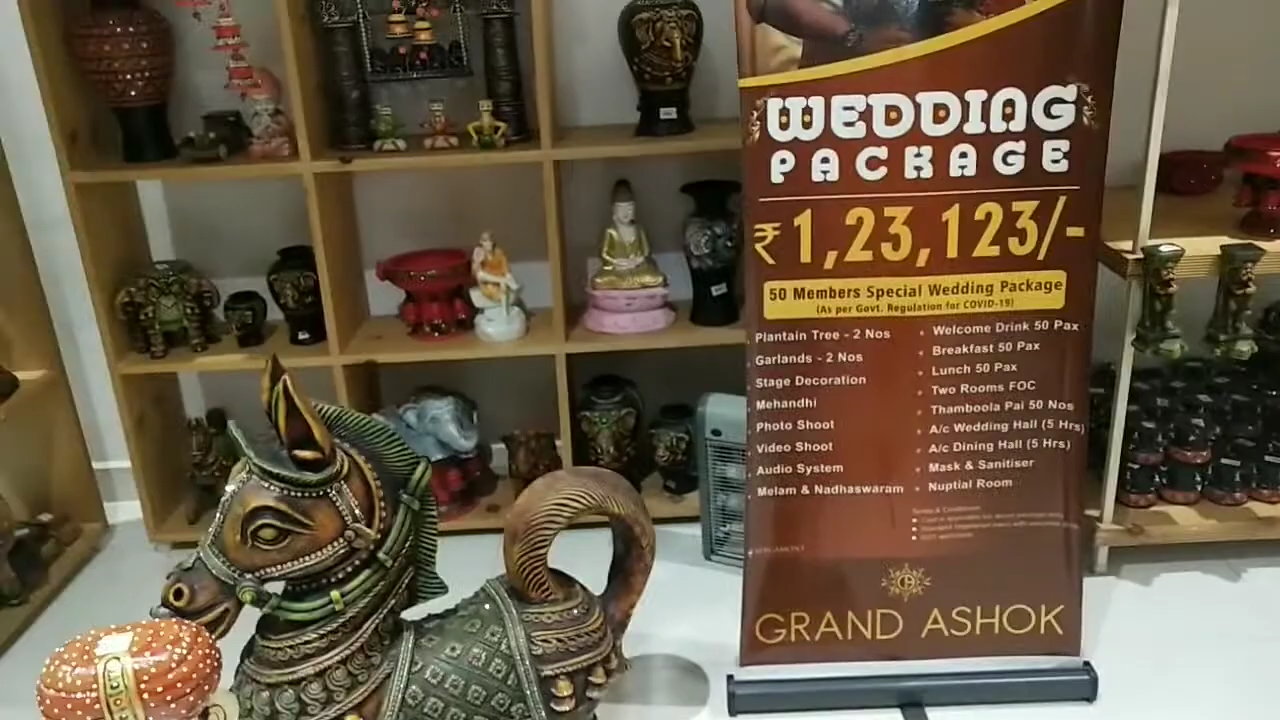 WEDDING
PACKAGE
₹ 1,23,123/-
50 Members Special Wedding Package
(As per Govt. Regulation for COVID-19)
Plantain Tree - 2 Nos
Garlands - 2 Nos
Stage Decoration
Mehandhi
Photo Shoot
Video Shoot
Audio System
Melam & Nadhaswaram
Welcome Drink 50 Pax
Breakfast 50 Pax
Lunch 50 Pax
Two Rooms FOC
Thamboola Pai 50 Nos
A/c Wedding Hall (5 Hrs)
A/c Dining Hall (5 Hrs)
Mask & Sanitiser
Nuptial Room
Terms & Conditions
GRAND ASHOK